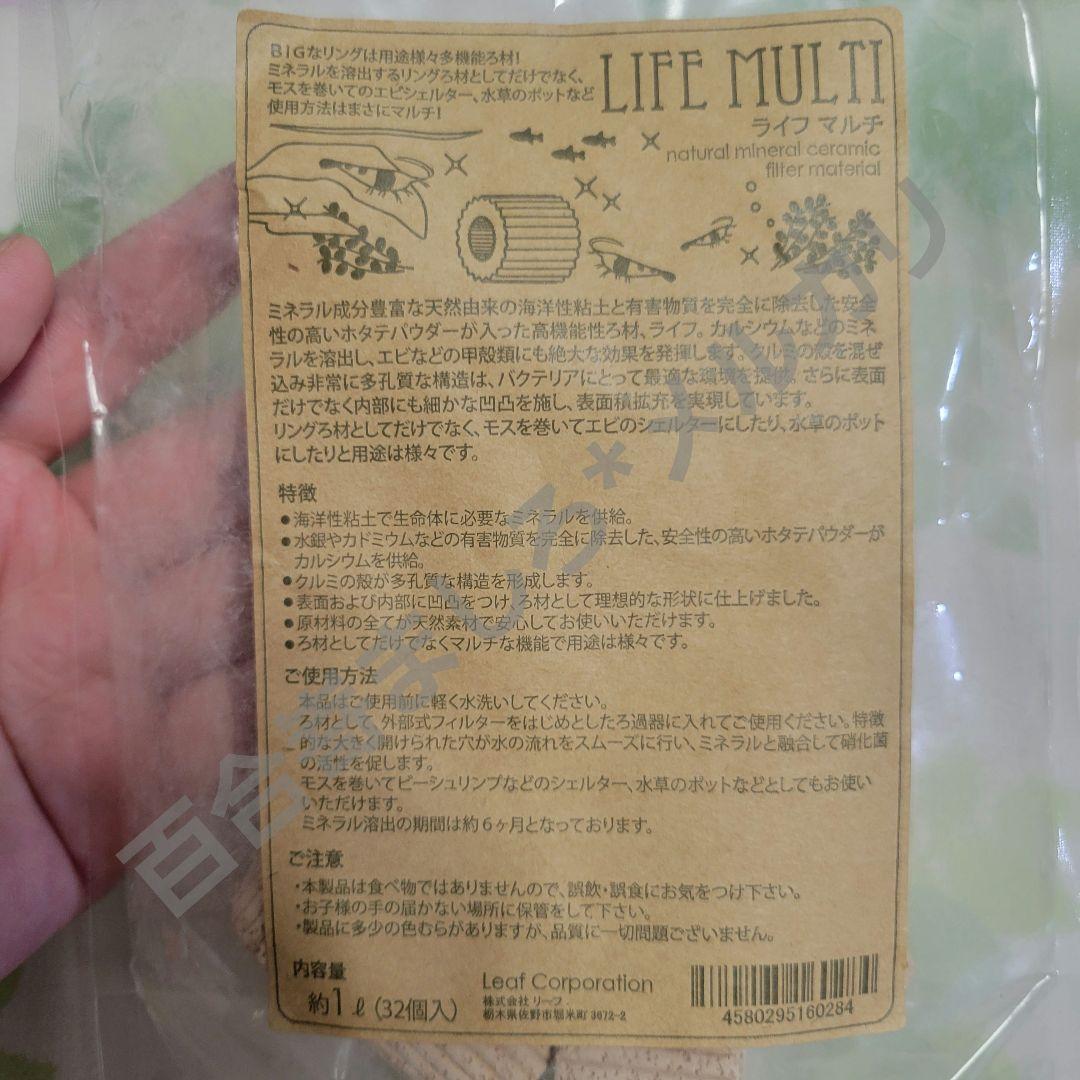 BIGなリングは用途様々多機能ろ材!
ミネラルを溶出するリングろ材としてだけでなく、
モスを巻いてのエビシェルター、水草のポットなど
使用方法はまさにマルチ!
LIFE MULTI
ライフ マルチ
natural mineral ceramic
filter material
ミネラル成分豊富な天然由来の海洋性粘土と有害物質を完全に除去した安全
性の高いホタテパウダーが入った高機能性ろ材、ライフ。カルシウムなどのミネ
ラルを溶出し、エビなどの甲殻類にも絶大な効果を発揮します。クルミの殻を混ぜ
込み非常に多孔質な構造は、バクテリアにとって最適な環境を提供。さらに表面
だけでなく内部にも細かな凹凸を施し、表面積拡充を実現しています。
リングろ材としてだけでなく、モスを巻いてエビのシェルターにしたり、水草のポット
にしたりと用途は様々です。
特徴
●海洋性粘土で生命体に必要なミネラルを供給。
●水銀やカドミウムなどの有害物質を完全に除去した、安全性の高いホタテパウダーが
カルシウムを供給。
●クルミの殻が多孔質な構造を形成します。
●表面および内部に凹凸をつけ、ろ材として理想的な形状に仕上げました。
●原材料の全てが天然素材で安心してお使いいただけます。
●ろ材としてだけでなくマルチな機能で用途は様々です。
ご使用方法
本品はご使用前に軽く水洗いしてください。
ろ材として、外部式フィルターをはじめとしたろ過器に入れてご使用ください。特徴
的な大きく開けられた穴が水の流れをスムーズに行い、ミネラルと融合して硝化菌
の活性を促します。
モスを巻いてビーシュリンプなどのシェルター、水草のポットなどとしてもお使い
いただけます。
ミネラル溶出の期間は約6ヶ月となっております。
ご注意
・本製品は食べ物ではありませんので、誤飲・誤食にお気をつけ下さい。
・お子様の手の届かない場所に保管をして下さい。
・製品に多少の色むらがありますが、品質に一切問題ございません。
内容量
約1ℓ(32個入)
Leaf Corporation
株式会社 リーフ
栃木県佐野市堀米町 3672-2
4580295160284